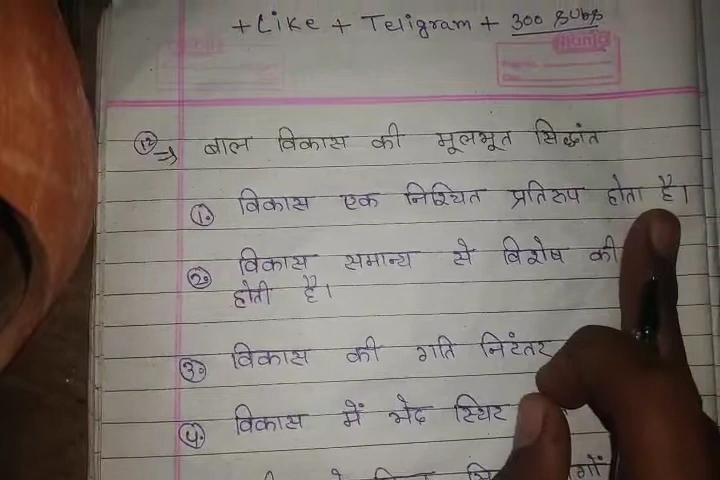 + Like + Teligram + 300 Subs
(12) → बाल विकास की मूलभूत सिद्धांत
(1.) विकास एक निश्चित प्रतिरुप होता है।
(2.) विकास समान्य से विशेष की
होती है।
(3.) विकास की गति निरंतर
(4.) विकास में भेद स्थिर